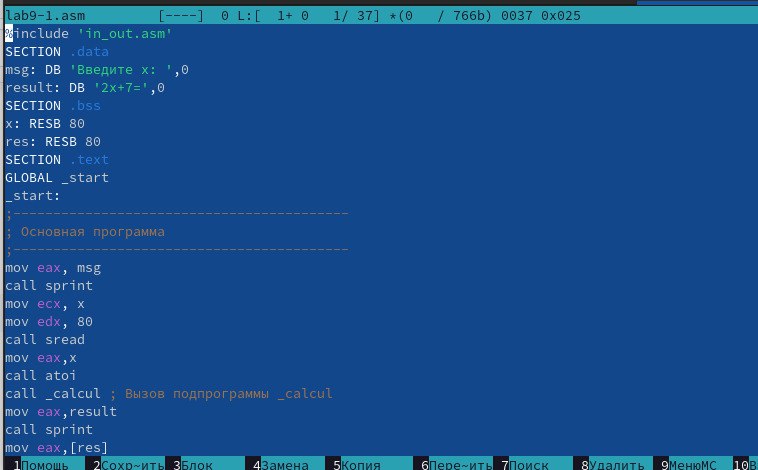 lab9-1.asm [----] 0 L:[ 1+ 0 1/ 37] *(0 / 766b) 0037 0x025
%include 'in_out.asm'
SECTION .data
msg: DB 'Введите x: ',0
result: DB '2x+7=',0
SECTION .bss
x: RESB 80
res: RESB 80
SECTION .text
GLOBAL _start
_start:
;------------------------------------------
; Основная программа
;------------------------------------------
mov eax, msg
call sprint
mov ecx, x
mov edx, 80
call sread
mov eax,x
call atoi
call _calcul ; Вызов подпрограммы _calcul
mov eax,result
call sprint
mov eax,[res]
1Помощь 2Сохр~ить 3Блок 4Замена 5Копия 6Пере~ить 7Поиск 8Удалить 9МенюMC 10В